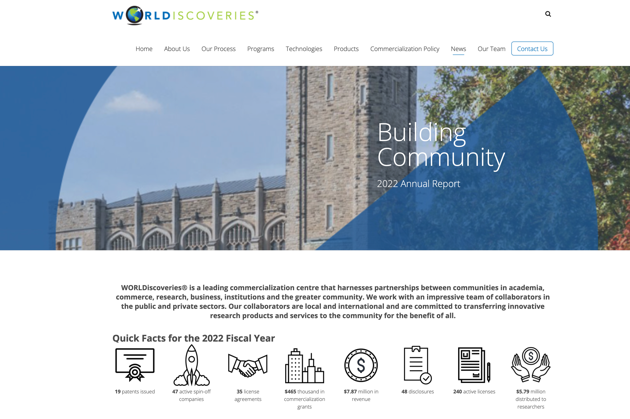 WORLDISCOVERIES®
Home About Us Our Process Programs Technologies Products Commercialization Policy News Our Team Contact Us
Building
Community
2022 Annual Report
WORLDiscoveries® is a leading commercialization centre that harnesses partnerships between communities in academia,
commerce, research, business, institutions and the greater community. We work with an impressive team of collaborators in
the public and private sectors. Our collaborators are local and international and are committed to transferring innovative
research products and services to the community for the benefit of all.
Quick Facts for the 2022 Fiscal Year
19 patents issued
47 active spin-off
companies
35 license
agreements
$465 thousand in
commercialization
grants
$7.87 million in
revenue
48 disclosures
240 active licenses
$5.79 million
distributed to
researchers